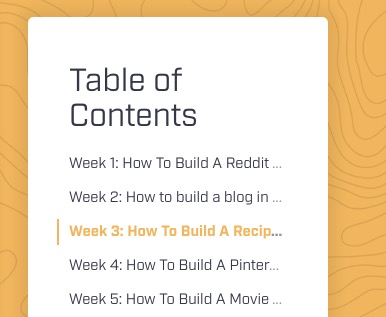 Table of
Contents
Week 1: How To Build A Reddit ...
Week 2: How to build a blog in ...
Week 3: How To Build A Recip...
Week 4: How To Build A Pinter...
Week 5: How To Build A Movie ...